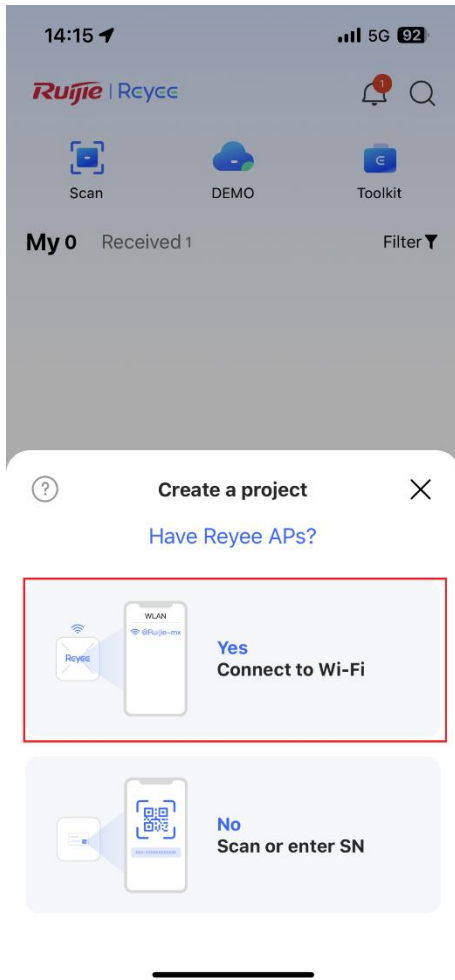 14:15
5G 92
Ruijie | Reyee
1
Scan
DEMO
Toolkit
My 0 Received 1 Filter
?
Create a project
Have Reyee APs?
WLAN
@Ruijie-mx
Reyee
Yes
Connect to Wi-Fi
No
Scan or enter SN